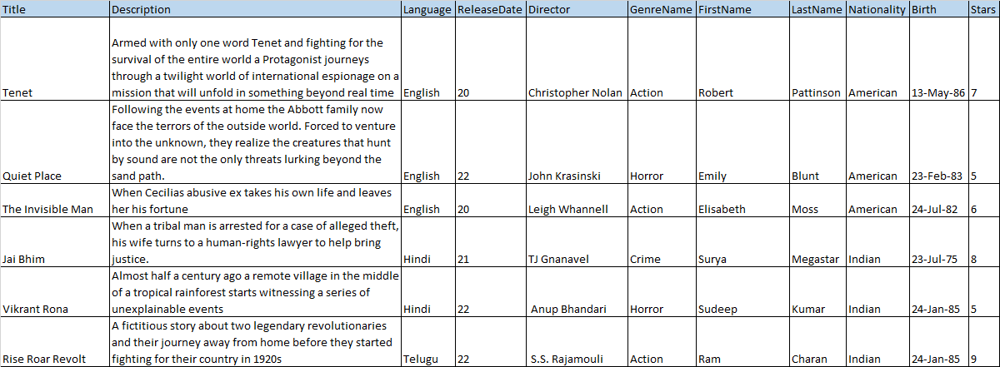 Title Description Language ReleaseDate Director GenreName FirstName LastName Nationality Birth Stars
Armed with only one word Tenet and fighting for the
survival of the entire world a Protagonist journeys
through a twilight world of international espionage on a
Tenet mission that will unfold in something beyond real time English 20 Christopher Nolan Action Robert Pattinson American 13-May-86 7
Following the events at home the Abbott family now
face the terrors of the outside world. Forced to venture
into the unknown, they realize the creatures that hunt
by sound are not the only threats lurking beyond the
Quiet Place sand path. English 22 John Krasinski Horror Emily Blunt American 23-Feb-83 5
When Cecilias abusive ex takes his own life and leaves
The Invisible Man her his fortune English 20 Leigh Whannell Action Elisabeth Moss American 24-Jul-82 6
When a tribal man is arrested for a case of alleged theft,
his wife turns to a human-rights lawyer to help bring
Jai Bhim justice. Hindi 21 TJ Gnanavel Crime Surya Megastar Indian 23-Jul-75 8
Almost half a century ago a remote village in the middle
of a tropical rainforest starts witnessing a series of
Vikrant Rona unexplainable events Hindi 22 Anup Bhandari Horror Sudeep Kumar Indian 24-Jan-85 5
A fictitious story about two legendary revolutionaries
and their journey away from home before they started
Rise Roar Revolt fighting for their country in 1920s Telugu 22 S.S. Rajamouli Action Ram Charan Indian 24-Jan-85 9